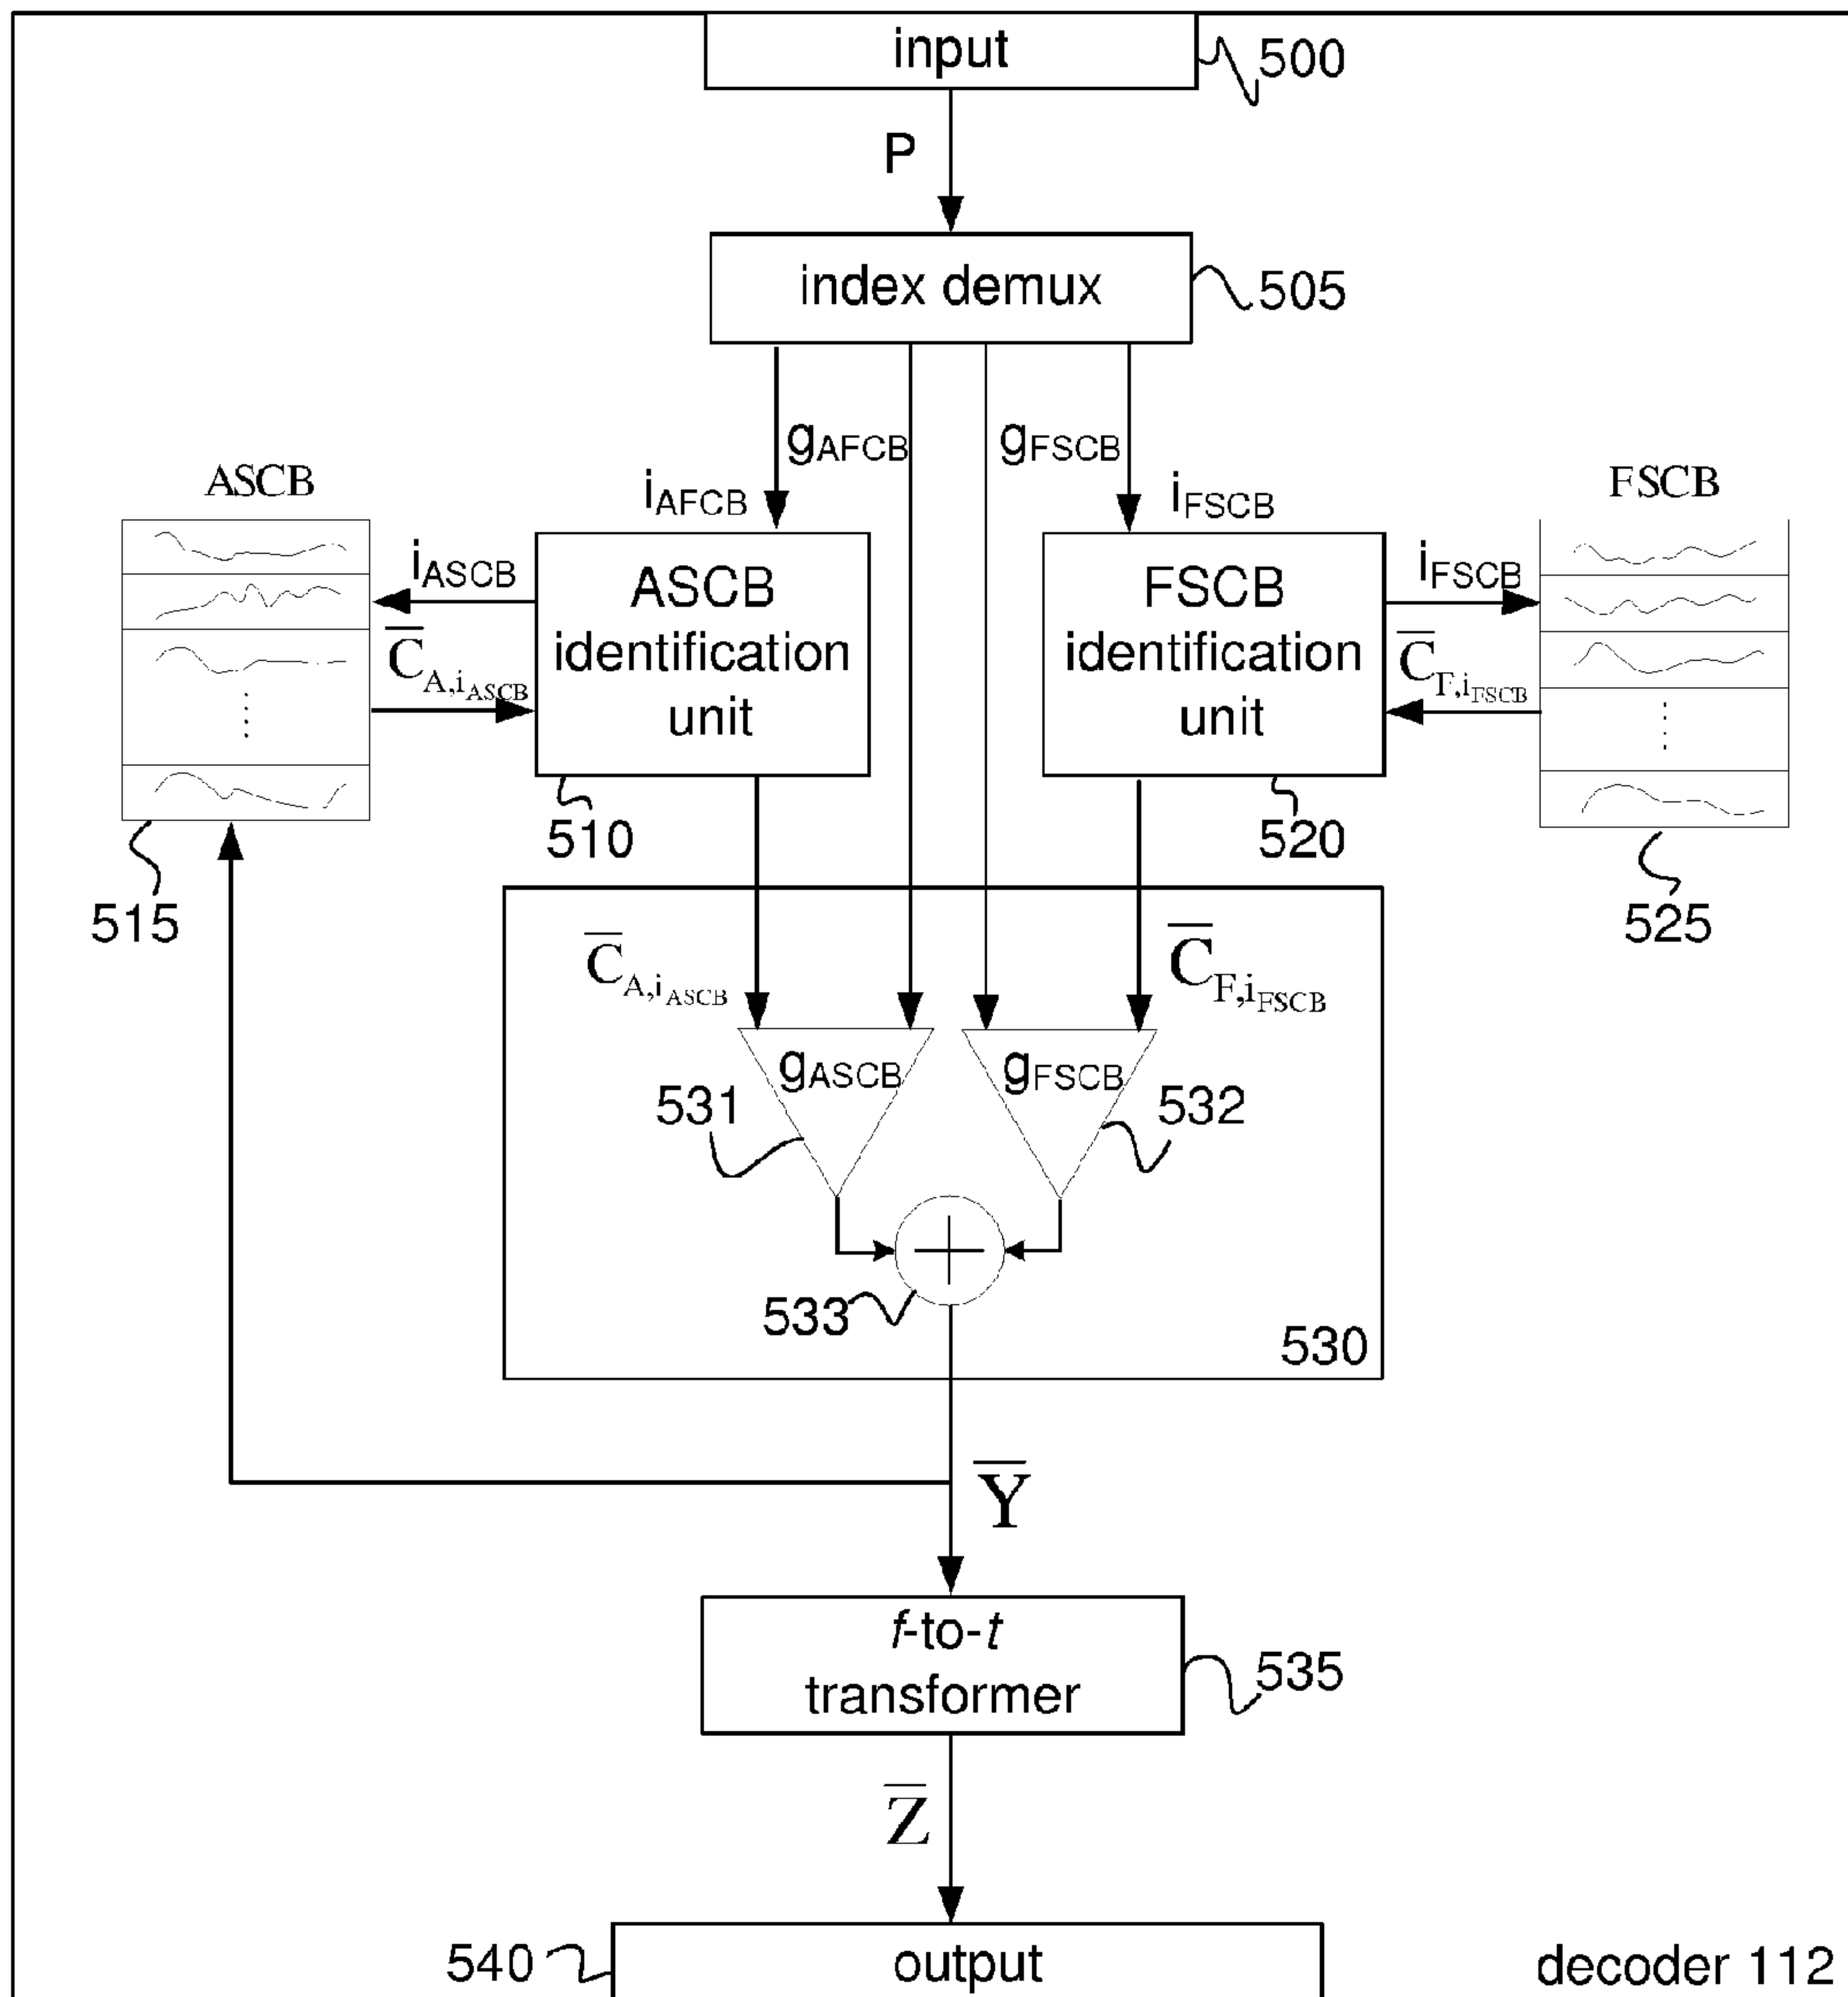 input
500
P
index demux
505
gAFCB
gFSCB
ASCB
iAFCB
iFSCB
FSCB
iASCB
ASCB
identification
unit
FSCB
identification
unit
iFSCB
C̅A,iASCB
C̅F,iFSCB
510
520
515
525
C̅A,iASCB
C̅F,iFSCB
gASCB
gFSCB
531
532
533
530
Y̅
f-to-t
transformer
535
Z̅
540
output
decoder 112